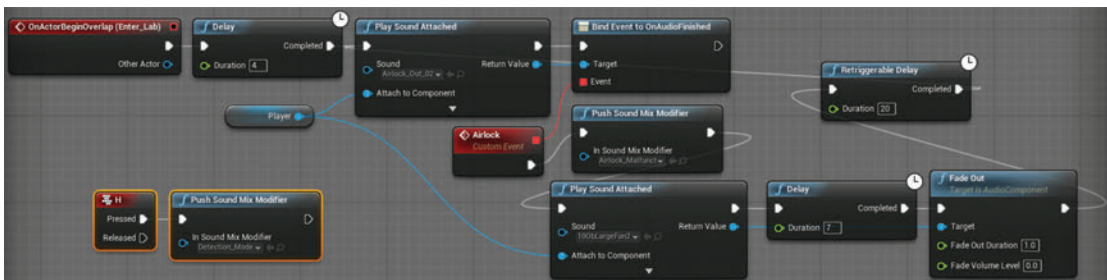 OnActorBeginOverlap (Enter_Lab)
Other Actor
Delay
Completed
Duration 4
Play Sound Attached
Sound
Airlock_Out_02
Return Value
Attach to Component
Bind Event to OnAudioFinished
Target
Event
Retriggerable Delay
Completed
Duration 20
Player
Airlock
Custom Event
Push Sound Mix Modifier
In Sound Mix Modifier
Airlock_Malfunct
H
Pressed
Released
Push Sound Mix Modifier
In Sound Mix Modifier
Detection_Mode
Play Sound Attached
Sound
100bLargeFan2
Return Value
Attach to Component
Delay
Completed
Duration 7
Fade Out
Target is AudioComponent
Target
Fade Out Duration 1.0
Fade Volume Level 0.0